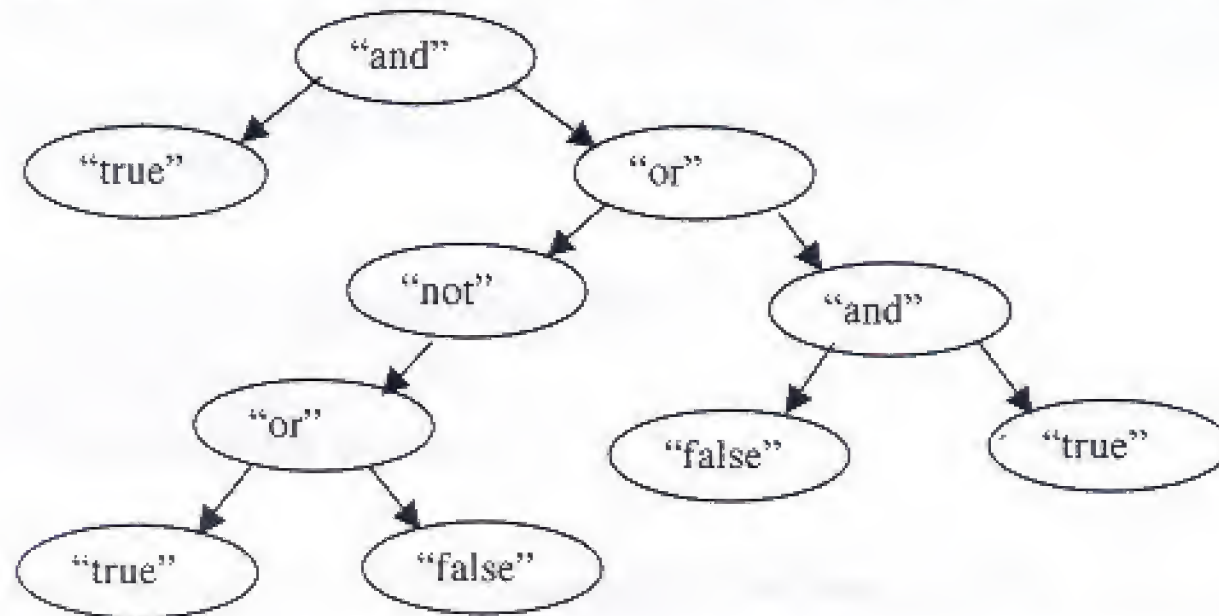 “and”
“true”
“or”
“not”
“and”
“or”
“false”
“true”
“true”
“false”